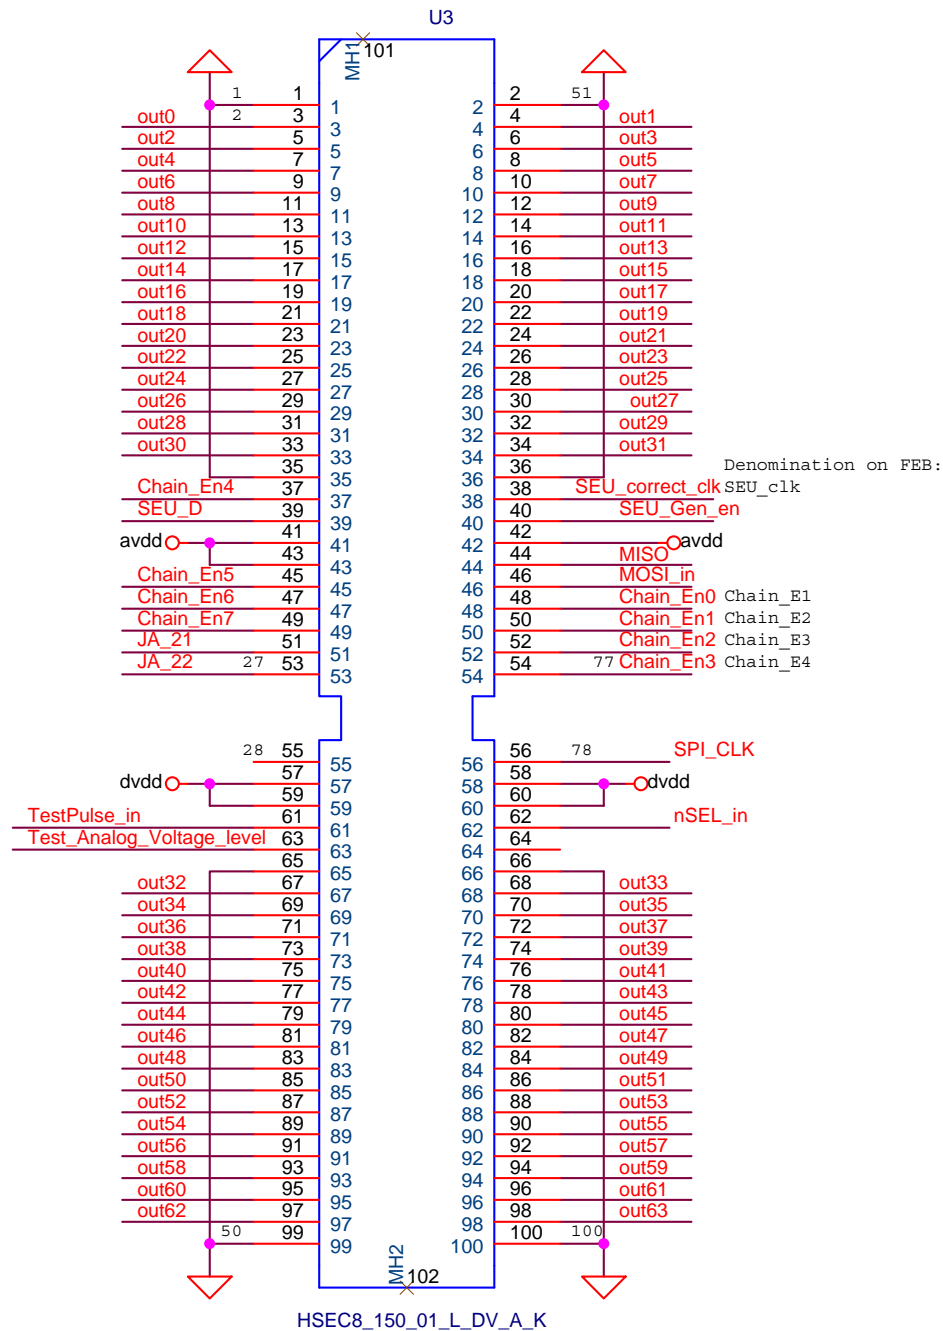 U3
MH1 101
1 1 1 2 2 51
out0 2 3 3 4 4 out1
out2 5 5 6 6 out3
out4 7 7 8 8 out5
out6 9 9 10 10 out7
out8 11 11 12 12 out9
out10 13 13 14 14 out11
out12 15 15 16 16 out13
out14 17 17 18 18 out15
out16 19 19 20 20 out17
out18 21 21 22 22 out19
out20 23 23 24 24 out21
out22 25 25 26 26 out23
out24 27 27 28 28 out25
out26 29 29 30 30 out27
out28 31 31 32 32 out29
out30 33 33 34 34 out31
35 35 36 36 Denomination on FEB:
Chain_En4 37 37 38 38 SEU_correct_clk SEU_clk
SEU_D 39 39 40 40 SEU_Gen_en
avdd 41 41 42 42 avdd
43 43 44 44 MISO
Chain_En5 45 45 46 46 MOSI_in
Chain_En6 47 47 48 48 Chain_En0 Chain_E1
Chain_En7 49 49 50 50 Chain_En1 Chain_E2
JA_21 51 51 52 52 Chain_En2 Chain_E3
JA_22 27 53 53 54 54 77 Chain_En3 Chain_E4
28 55 55 56 56 78 SPI_CLK
dvdd 57 57 58 58 dvdd
59 59 60 60
TestPulse_in 61 61 62 62 nSEL_in
Test_Analog_Voltage_level 63 63 64 64
65 65 66 66
out32 67 67 68 68 out33
out34 69 69 70 70 out35
out36 71 71 72 72 out37
out38 73 73 74 74 out39
out40 75 75 76 76 out41
out42 77 77 78 78 out43
out44 79 79 80 80 out45
out46 81 81 82 82 out47
out48 83 83 84 84 out49
out50 85 85 86 86 out51
out52 87 87 88 88 out53
out54 89 89 90 90 out55
out56 91 91 92 92 out57
out58 93 93 94 94 out59
out60 95 95 96 96 out61
out62 97 97 98 98 out63
50 99 99 100 100 100
MH2 102
HSEC8_150_01_L_DV_A_K